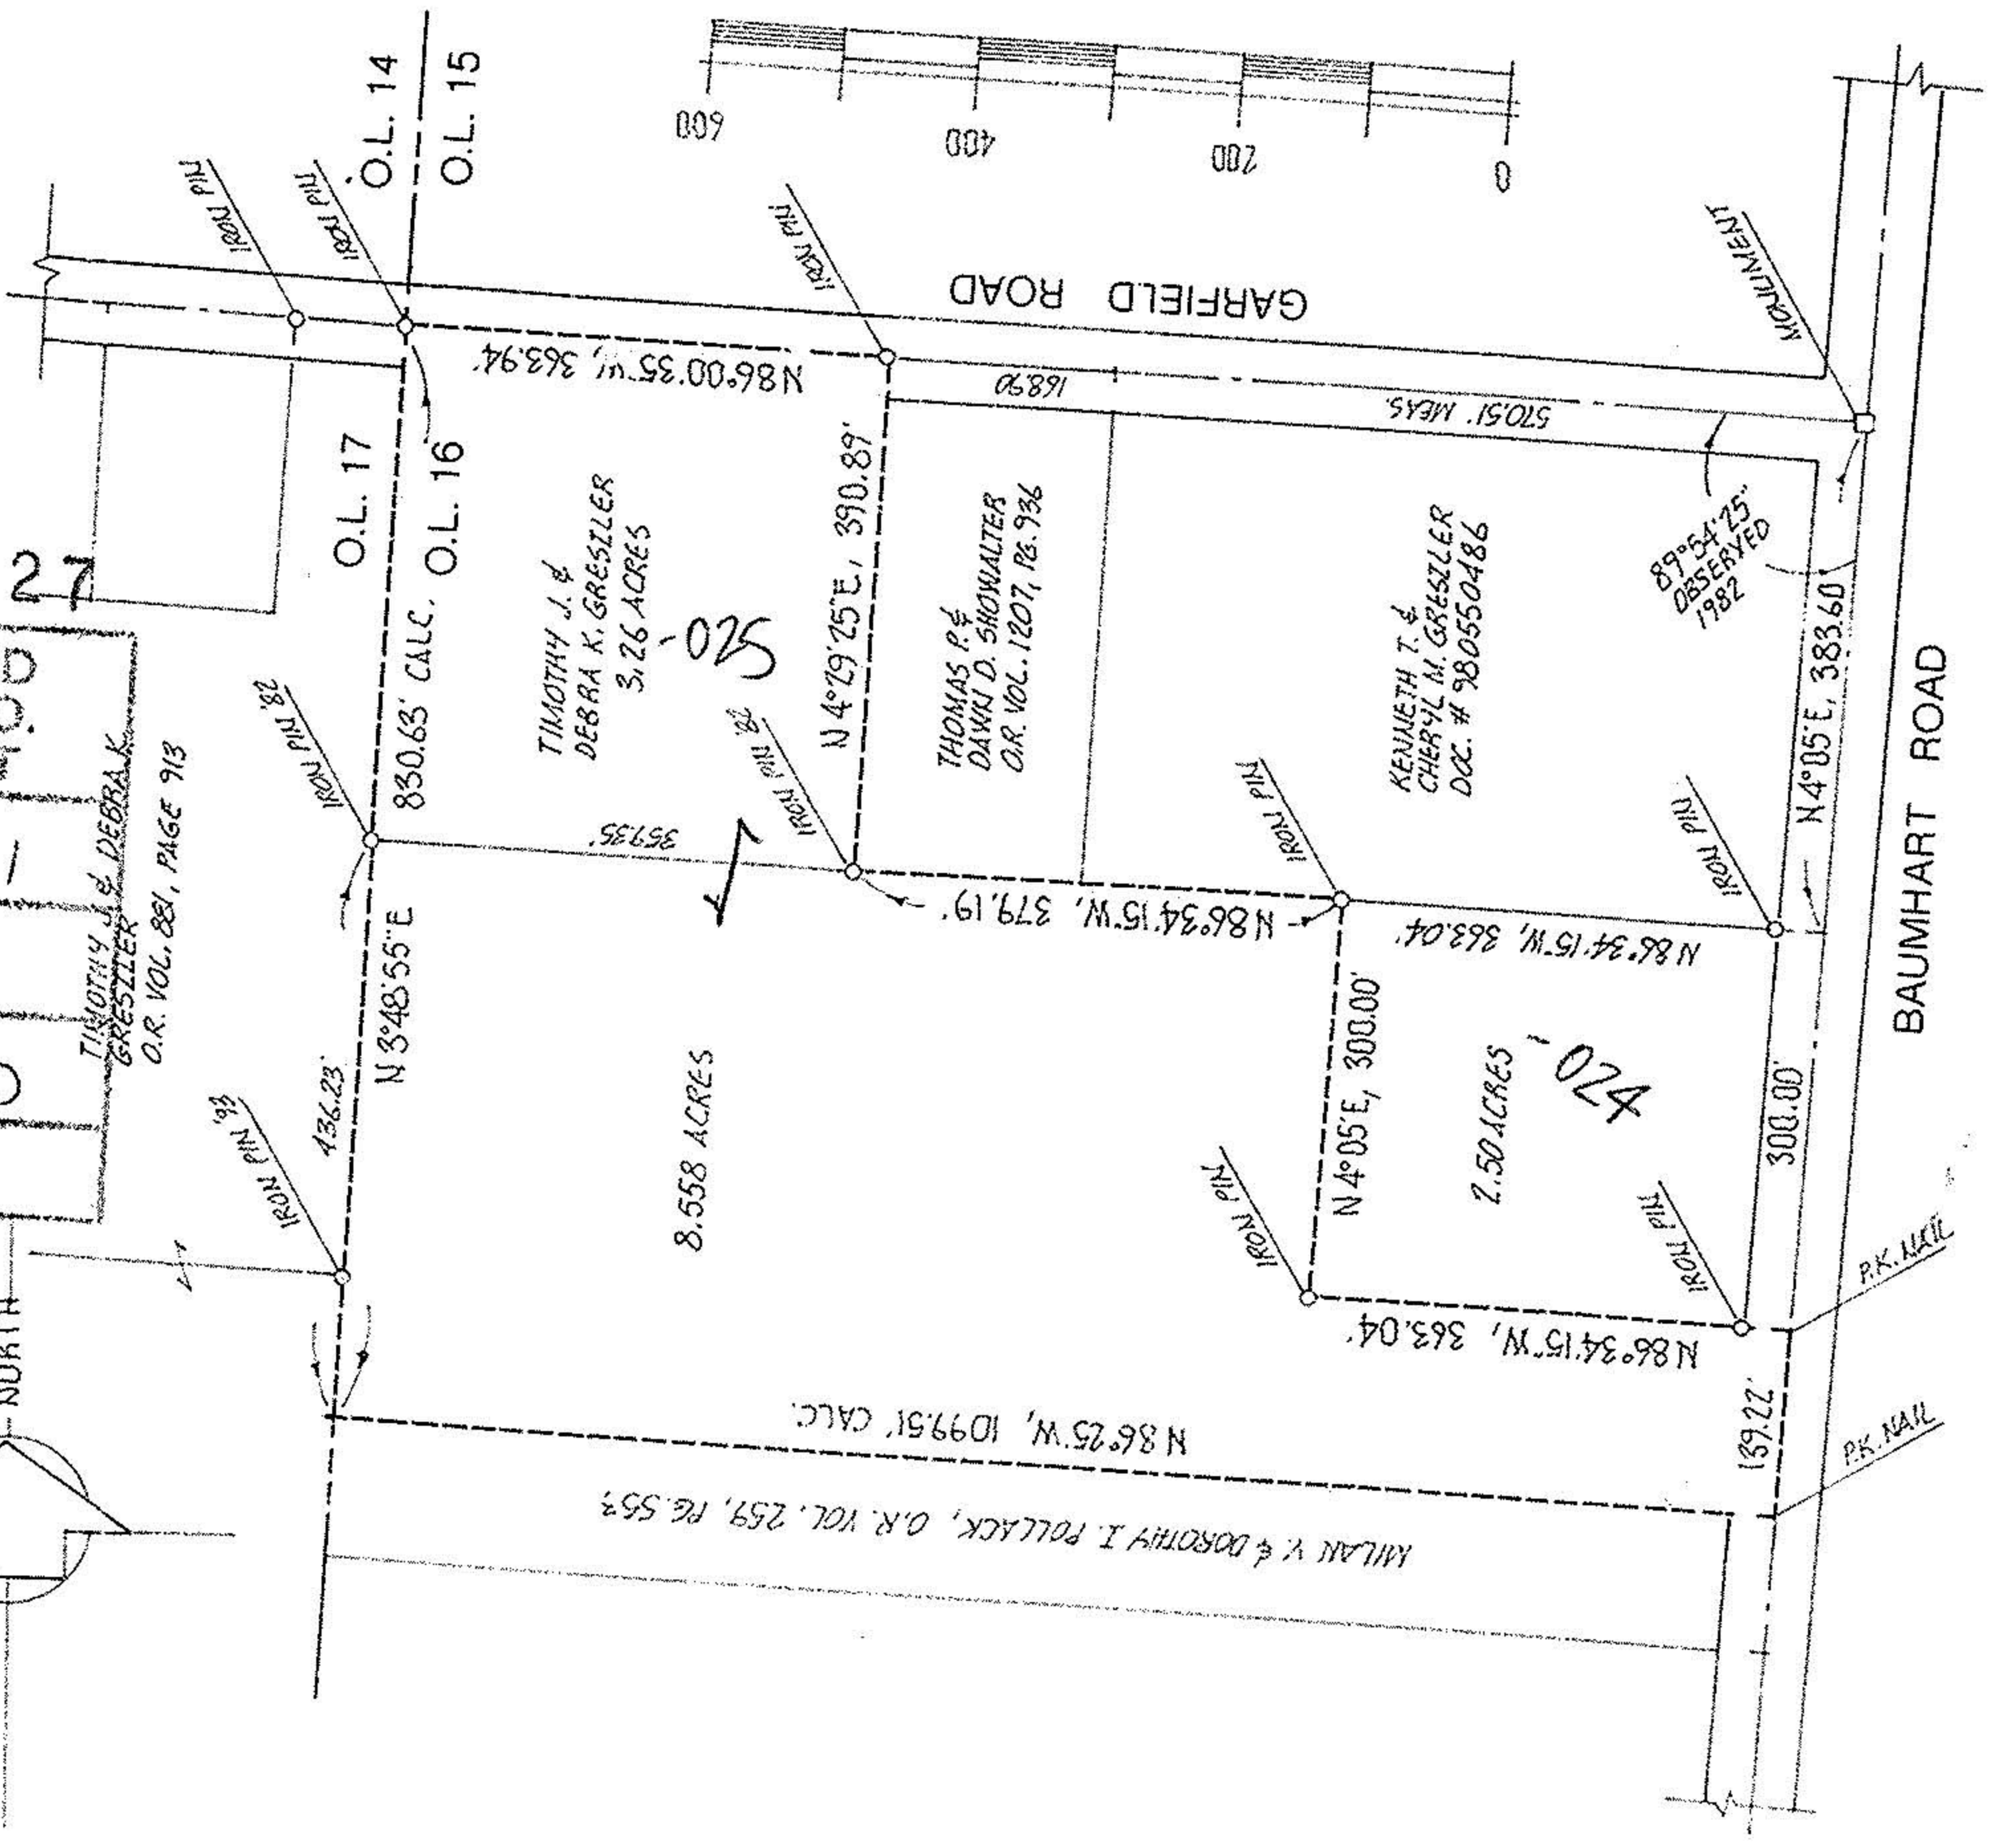 27
NORTH
TIMOTHY J. & DEBRA K.
GRESZLER
O.R. VOL. 881, PAGE 913
O.L. 14
O.L. 15
O.L. 17
O.L. 16
IRON PIN
IRON PIN
IRON PIN
IRON PIN '82
IRON PIN '93
436.23'
N 3°48'55"E
830.63' CALC.
N 86°00'35"W, 363.94'
GARFIELD ROAD
600
400
200
0
TIMOTHY J. &
DEBRA K. GRESZLER
3.26 ACRES
-025
359.35'
IRON PIN '82
N 4°29'25"E, 390.89'
168.90
570.51' MEAS.
THOMAS P. &
DAWN D. SHOWALTER
O.R. VOL. 1207, PG. 936
N 86°34'15"W, 379.19'
8.558 ACRES
IRON PIN
KENNETH T. &
CHERYL M. GRESZLER
DOC. # 980550486
N 86°34'15"W, 363.04'
IRON PIN
MONUMENT
89°54'25"
OBSERVED
1982
N 4°05'E, 383.60
N 4°05'E, 300.00'
2.50 ACRES
-024
IRON PIN
IRON PIN
N 86°34'15"W, 363.04'
300.00'
139.22'
P.K. NAIL
P.K. NAIL
N 86°25'W, 1099.51' CALC.
MILAN V. & DOROTHY I. POLLACK, O.R. VOL. 259, PG. 553
BAUMHART ROAD